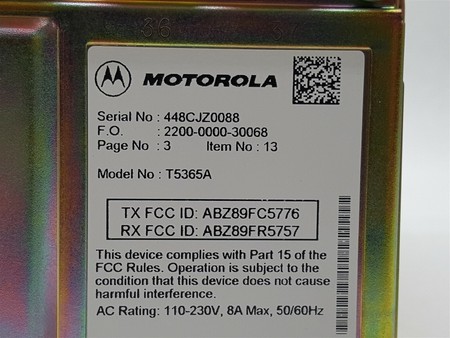 MOTOROLA
Serial No : 448CJZ0088
F.O. : 2200-0000-30068
Page No : 3 Item No : 13
Model No : T5365A
TX FCC ID: ABZ89FC5776
RX FCC ID: ABZ89FR5757
This device complies with Part 15 of the
FCC Rules. Operation is subject to the
condition that this device does not cause
harmful interference.
AC Rating: 110-230V, 8A Max, 50/60Hz